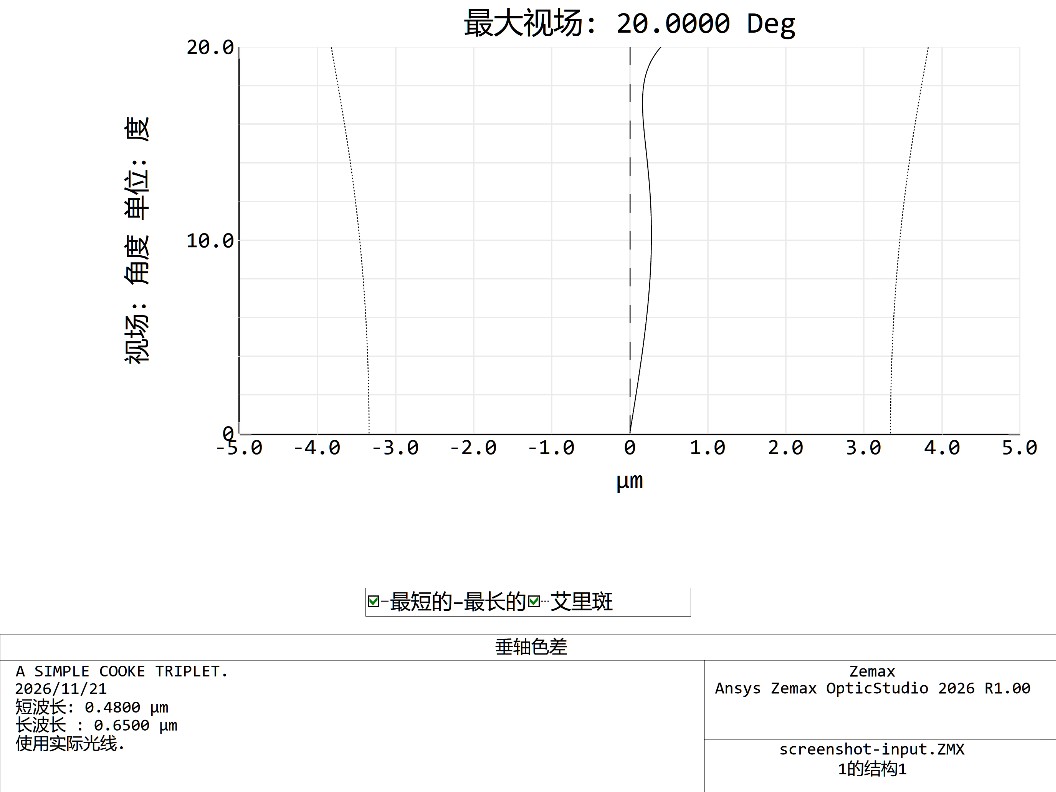 最大视场: 20.0000 Deg
20.0
10.0
0
视场: 角度 单位: 度
-5.0 -4.0 -3.0 -2.0 -1.0 0 1.0 2.0 3.0 4.0 5.0
µm
最短的-最长的 艾里斑
垂轴色差
A SIMPLE COOKE TRIPLET.
2026/11/21
短波长: 0.4800 µm
长波长 : 0.6500 µm
使用实际光线.
Zemax
Ansys Zemax OpticStudio 2026 R1.00
screenshot-input.ZMX
1的结构1